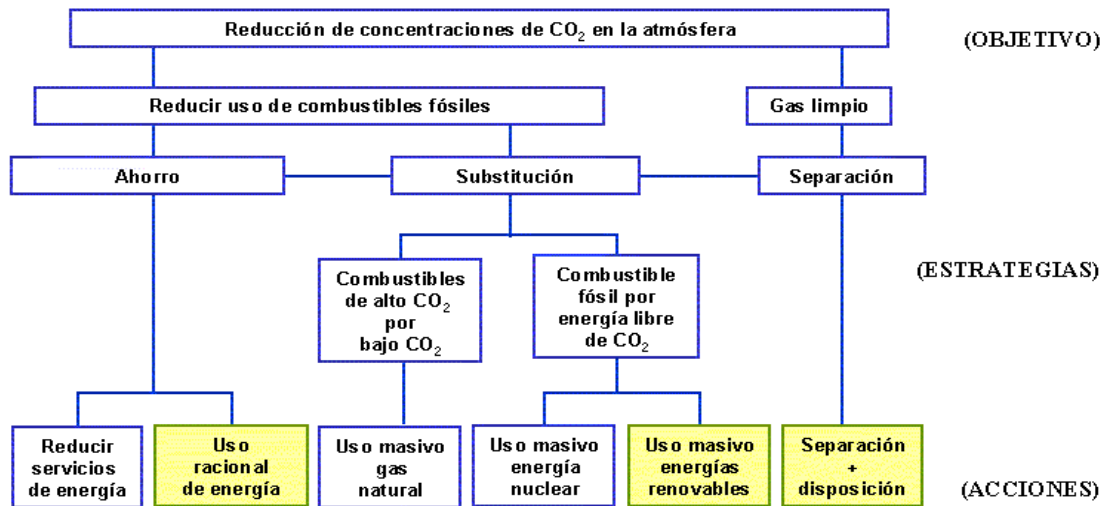 Reducción de concentraciones de CO₂ en la atmósfera
(OBJETIVO)
Reducir uso de combustibles fósiles
Gas limpio
Ahorro
Substitución
Separación
(ESTRATEGIAS)
Combustibles
de alto CO₂
por
bajo CO₂
Combustible
fósil por
energía libre
de CO₂
Reducir
servicios
de energía
Uso
racional
de energía
Uso masivo
gas
natural
Uso masivo
energía
nuclear
Uso masivo
energías
renovables
Separación
+
disposición
(ACCIONES)